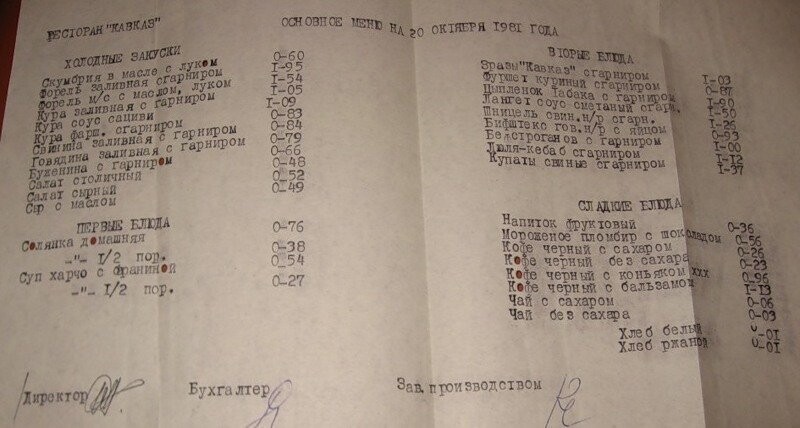 РЕСТОРАН "КАВКАЗ"
ОСНОВНОЕ МЕНЮ НА 20 ОКТЯБРЯ 1981 ГОДА
ХОЛОДНЫЕ ЗАКУСКИ
Скумбрия в масле с луком 0-60
Форель заливная сгарниром I-95
Форель м/с с маслом, луком I-54
Кура заливная с гарниром I-05
Кура соус сациви I-09
Кура фарш. сгарниром 0-83
Свинина заливная с гарниром 0-84
Говядина заливная с гарниром 0-79
Буженина с гарниром 0-66
Салат столичный 0-48
Салат сырный 0-52
Сыр с маслом 0-49
ПЕРВЫЕ БЛЮДА
Солянка домашняя 0-76
-"- I/2 пор. 0-38
Суп харчо с браниной 0-54
-"- I/2 пор. 0-27
ВТОРЫЕ БЛЮДА
Зразы"Кавказ" сгарниром I-03
Фуршет куриный сгарниром 0-87
Цыпленок Табака с гарниром I-90
Лангет соус сметаный сгарн. I-50
Шницель свин.н/р сгарн. I-26
Бифштекс гов.н/р с яйцом 0-93
Белстроганов с гарниром I-00
Люля-кебаб сгарниром I-12
Купаты свиные сгарниром I-37
СЛАДКИЕ БЛЮДА
Напиток фруктовый 0-36
Мороженое пломбир с шоколадом 0-56
Кофе черный с сахаром 0-26
Кофе черный без сахара 0-23
Кофе черный с коньяком ххх 0-96
Кофе черный с бальзамом I-13
Чай с сахаром 0-06
Чай без сахара 0-03
Хлеб белый 0-01
Хлеб ржаной 0-01
Директор Бухгалтер Зав.производством